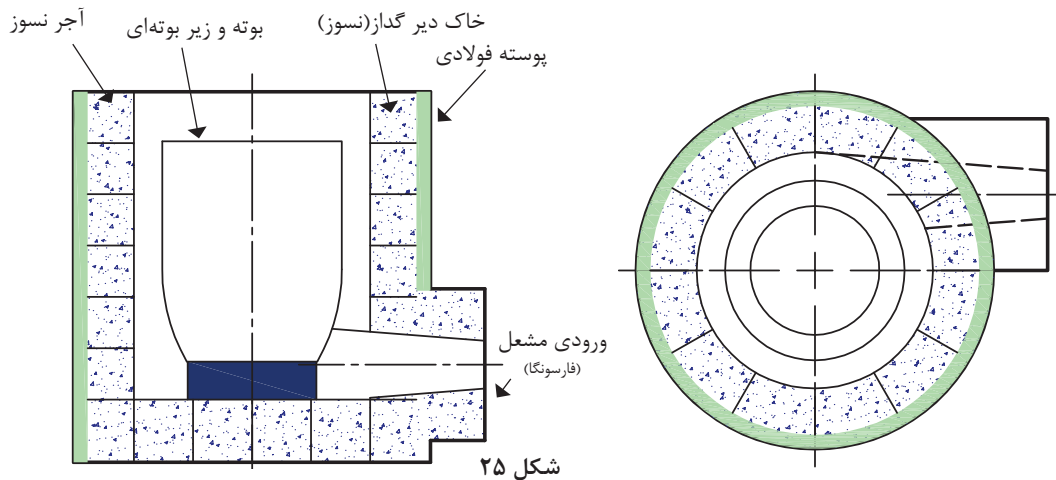 خاک دیر گداز(نسوز)
پوسته فولادی
بوته و زیر بوته‌ای
آجر نسوز
ورودی مشعل
(فارسونگا)
شکل ۲۵